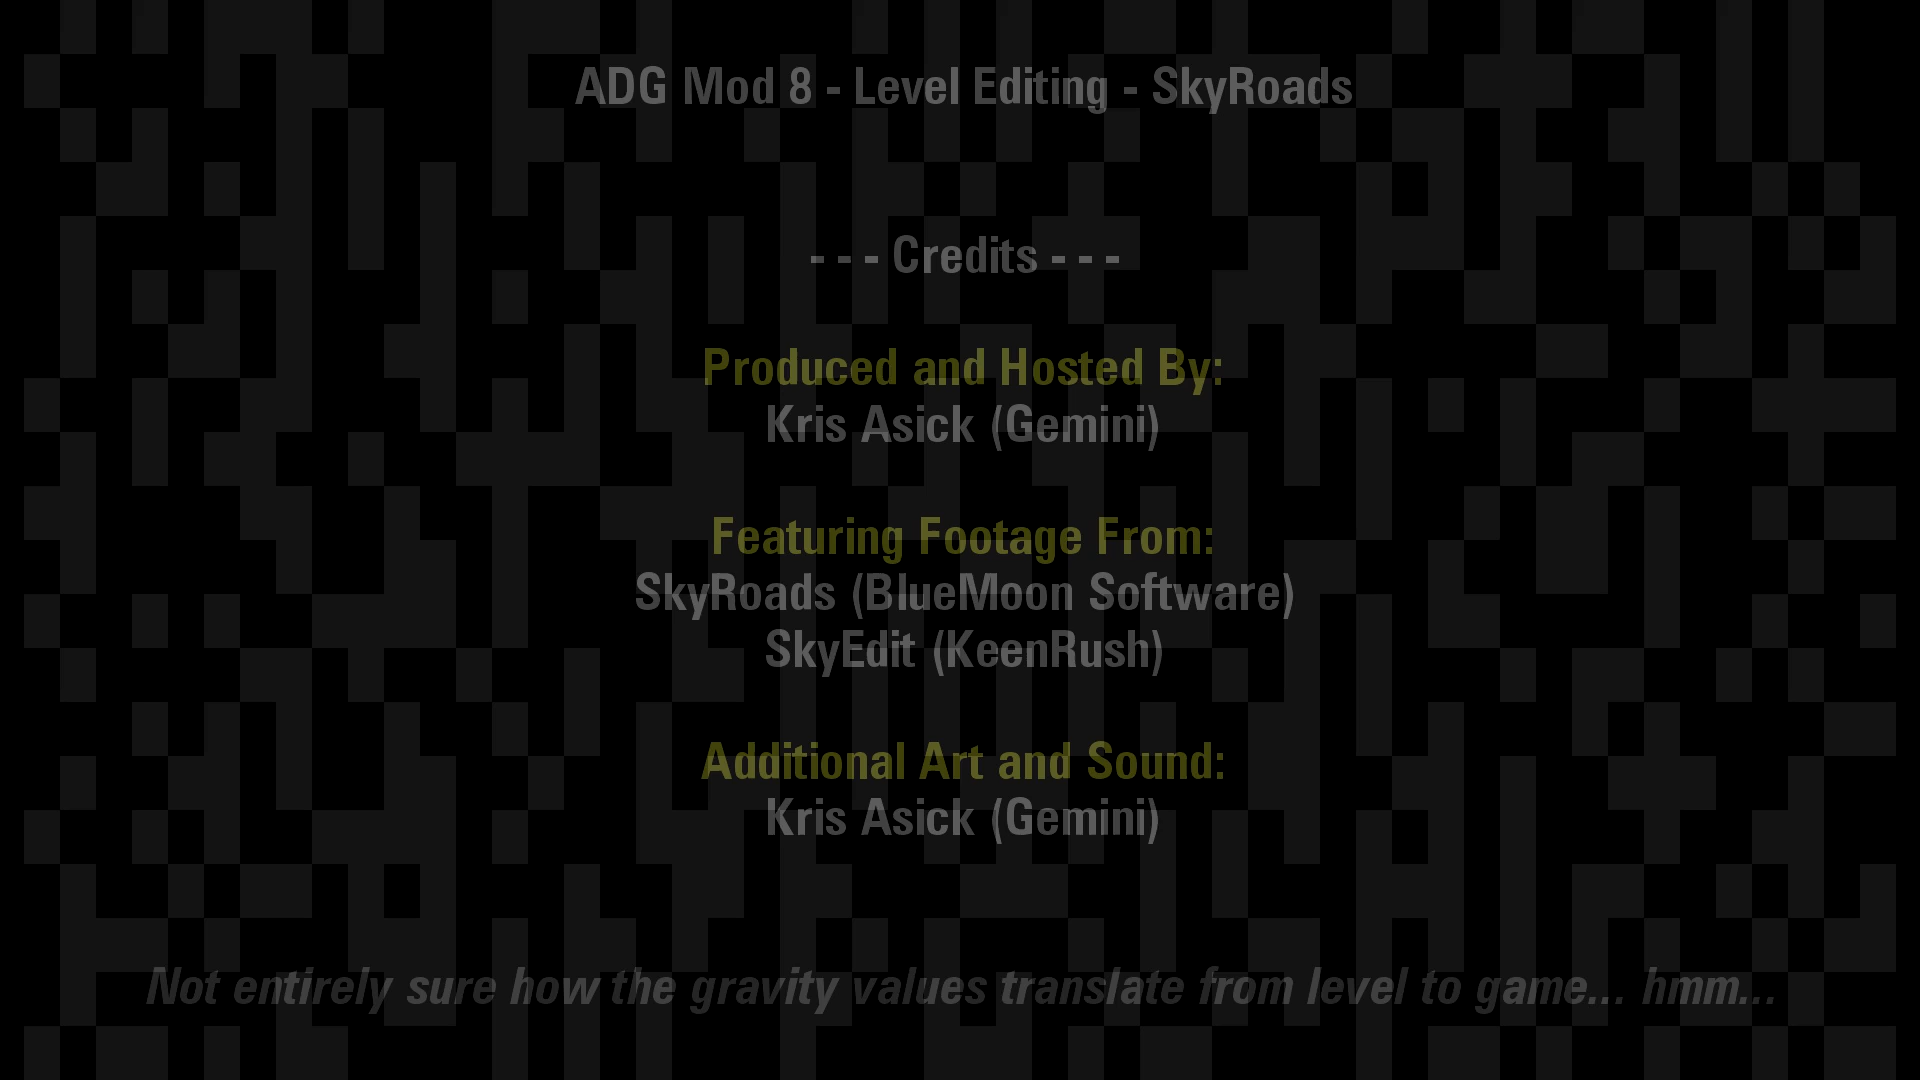 ADG Mod 8 - Level Editing - SkyRoads
- - - Credits - - -
Produced and Hosted By:
Kris Asick (Gemini)
Featuring Footage From:
SkyRoads (BlueMoon Software)
SkyEdit (KeenRush)
Additional Art and Sound:
Kris Asick (Gemini)
Not entirely sure how the gravity values translate from level to game... hmm...